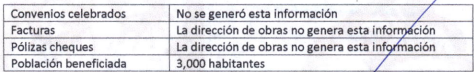 Convenios celebrados No se generó esta información
Facturas La dirección de obras no genera esta información
Pólizas cheques La dirección de obras no genera esta información
Población beneficiada 3,000 habitantes